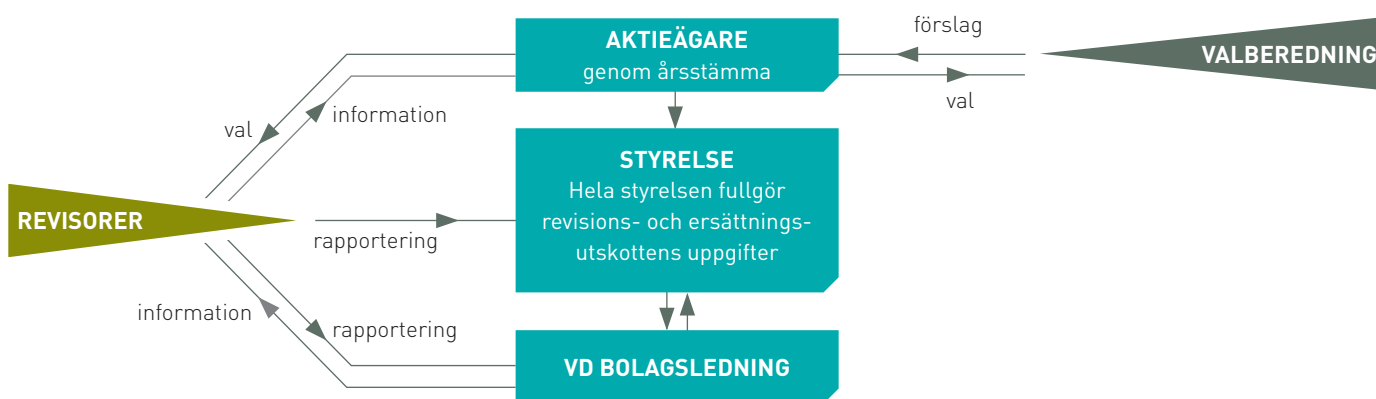 förslag
AKTIEÄGARE
genom årsstämma
VALBEREDNING
val
information
val
STYRELSE
Hela styrelsen fullgör
revisions- och ersättnings-
utskottens uppgifter
REVISORER
rapportering
information
rapportering
VD BOLAGSLEDNING